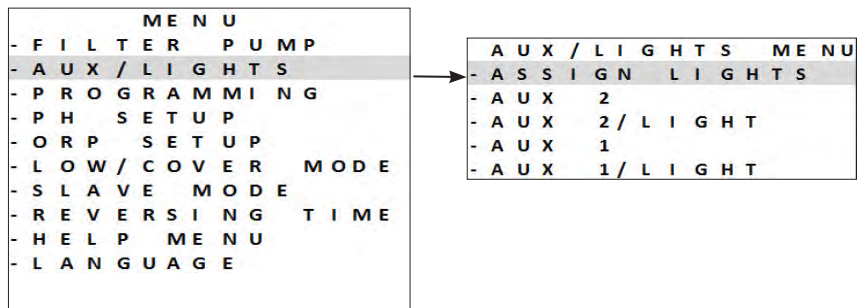 MENU
- FILTER PUMP
- AUX/LIGHTS
- PROGRAMMING
- PH SETUP
- ORP SETUP
- LOW/COVER MODE
- SLAVE MODE
- REVERSING TIME
- HELP MENU
- LANGUAGE
AUX/LIGHTS MENU
- ASSIGN LIGHTS
- AUX 2
- AUX 2/LIGHT
- AUX 1
- AUX 1/LIGHT